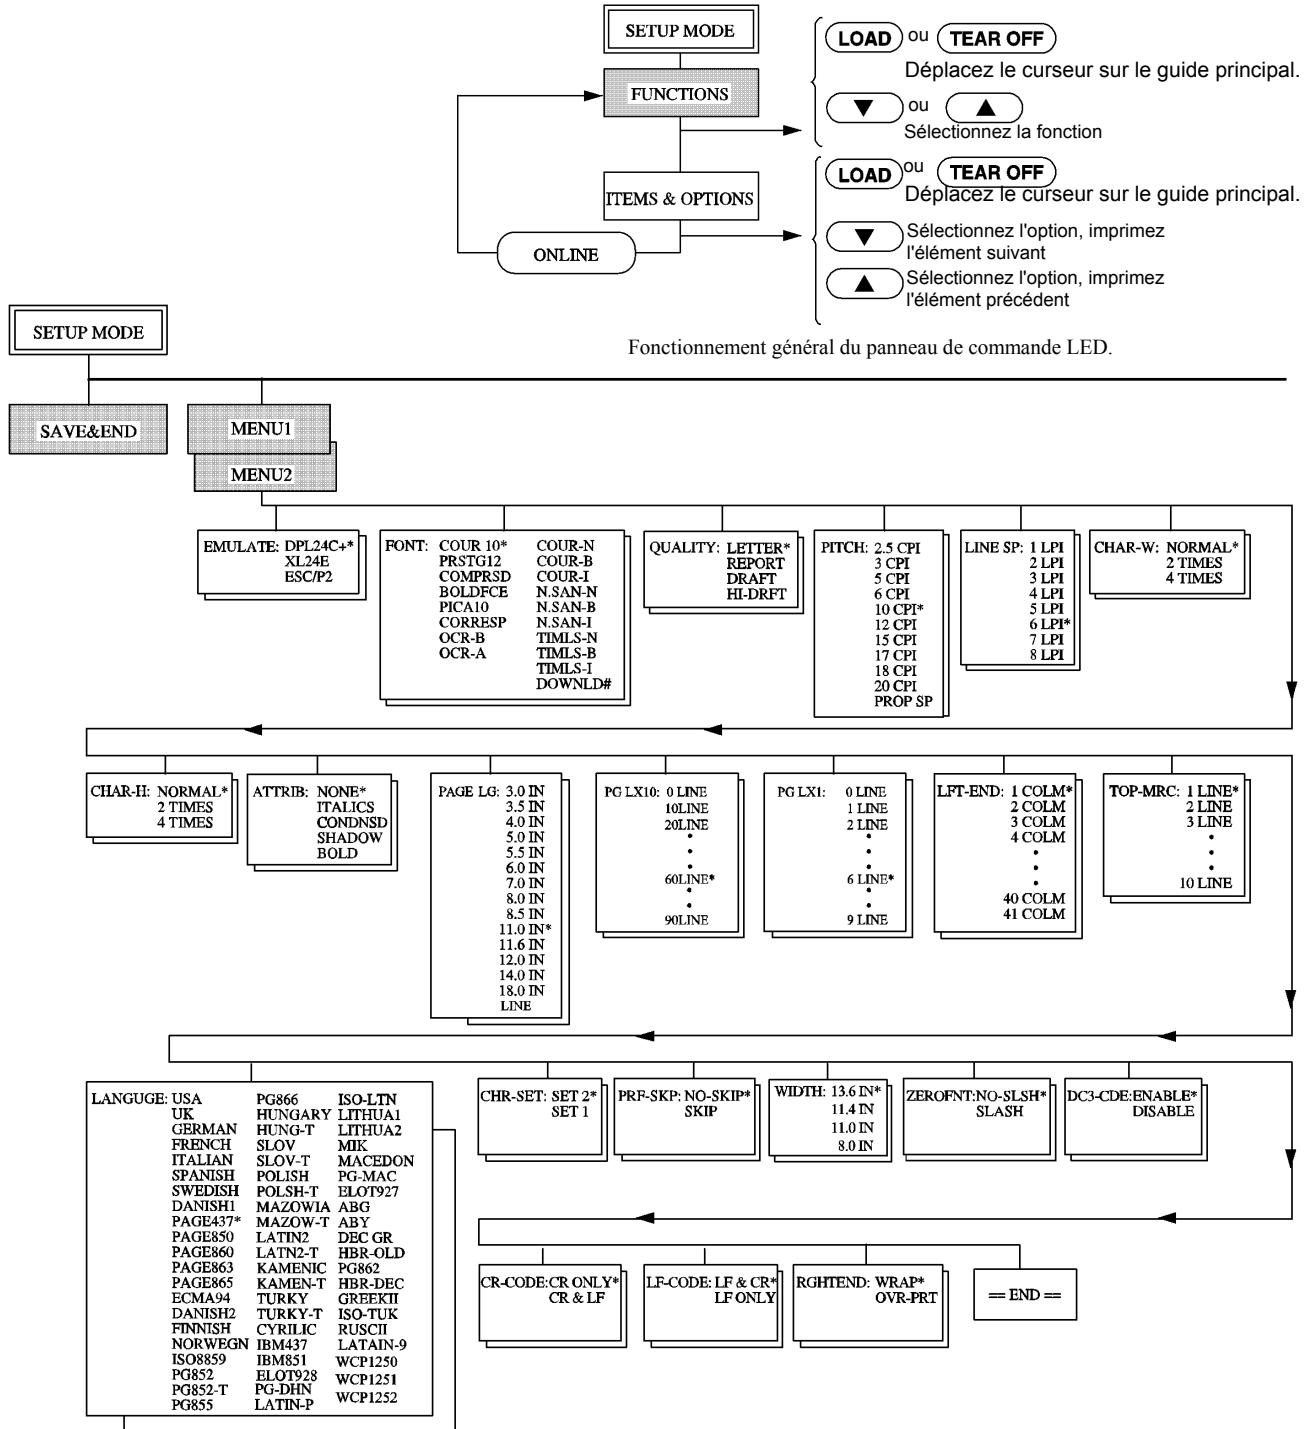 SETUP MODE
FUNCTIONS
ITEMS & OPTIONS
ONLINE
LOAD ou TEAR OFF
Déplacez le curseur sur le guide principal.
▼ ou ▲
Sélectionnez la fonction
LOAD ou TEAR OFF
Déplacez le curseur sur le guide principal.
▼ Sélectionnez l'option, imprimez
l'élément suivant
▲ Sélectionnez l'option, imprimez
l'élément précédent
Fonctionnement général du panneau de commande LED.
SETUP MODE
SAVE&END
MENU1
MENU2
EMULATE: DPL24C+*
XL24E
ESC/P2
FONT: COUR 10* COUR-N
PRSTG12 COUR-B
COMPRSD COUR-I
BOLDFCE N.SAN-N
PICA10 N.SAN-B
CORRESP N.SAN-I
OCR-B TIMLS-N
OCR-A TIMLS-B
TIMLS-I
DOWNLD#
QUALITY: LETTER*
REPORT
DRAFT
HI-DRFT
PITCH: 2.5 CPI
3 CPI
5 CPI
6 CPI
10 CPI*
12 CPI
15 CPI
17 CPI
18 CPI
20 CPI
PROP SP
LINE SP: 1 LPI
2 LPI
3 LPI
4 LPI
5 LPI
6 LPI*
7 LPI
8 LPI
CHAR-W: NORMAL*
2 TIMES
4 TIMES
CHAR-H: NORMAL*
2 TIMES
4 TIMES
ATTRIB: NONE*
ITALICS
CONDNSD
SHADOW
BOLD
PAGE LG: 3.0 IN
3.5 IN
4.0 IN
5.0 IN
5.5 IN
6.0 IN
7.0 IN
8.0 IN
8.5 IN
11.0 IN*
11.6 IN
12.0 IN
14.0 IN
18.0 IN
LINE
PG LX10: 0 LINE
10LINE
20LINE
60LINE*
90LINE
PG LX1: 0 LINE
1 LINE
2 LINE
6 LINE*
9 LINE
LFT-END: 1 COLM*
2 COLM
3 COLM
4 COLM
40 COLM
41 COLM
TOP-MRC: 1 LINE*
2 LINE
3 LINE
10 LINE
LANGUGE: USA PG866 ISO-LTN
UK HUNGARY LITHUA1
GERMAN HUNG-T LITHUA2
FRENCH SLOV MIK
ITALIAN SLOV-T MACEDON
SPANISH POLISH PG-MAC
SWEDISH POLSH-T ELOT927
DANISH1 MAZOWIA ABG
PAGE437* MAZOW-T ABY
PAGE850 LATIN2 DEC GR
PAGE860 LATN2-T HBR-OLD
PAGE863 KAMENIC PG862
PAGE865 KAMEN-T HBR-DEC
ECMA94 TURKY GREEKII
DANISH2 TURKY-T ISO-TUK
FINNISH CYRILIC RUSCII
NORWEGN IBM437 LATAIN-9
ISO8859 IBM851 WCP1250
PG852 ELOT928 WCP1251
PG852-T PG-DHN WCP1252
PG855 LATIN-P
CHR-SET: SET 2*
SET 1
PRF-SKP: NO-SKIP*
SKIP
WIDTH: 13.6 IN*
11.4 IN
11.0 IN
8.0 IN
ZEROFNT:NO-SLSH*
SLASH
DC3-CDE:ENABLE*
DISABLE
CR-CODE:CR ONLY*
CR & LF
LF-CODE: LF & CR*
LF ONLY
RGHTEND: WRAP*
OVR-PRT
== END ==